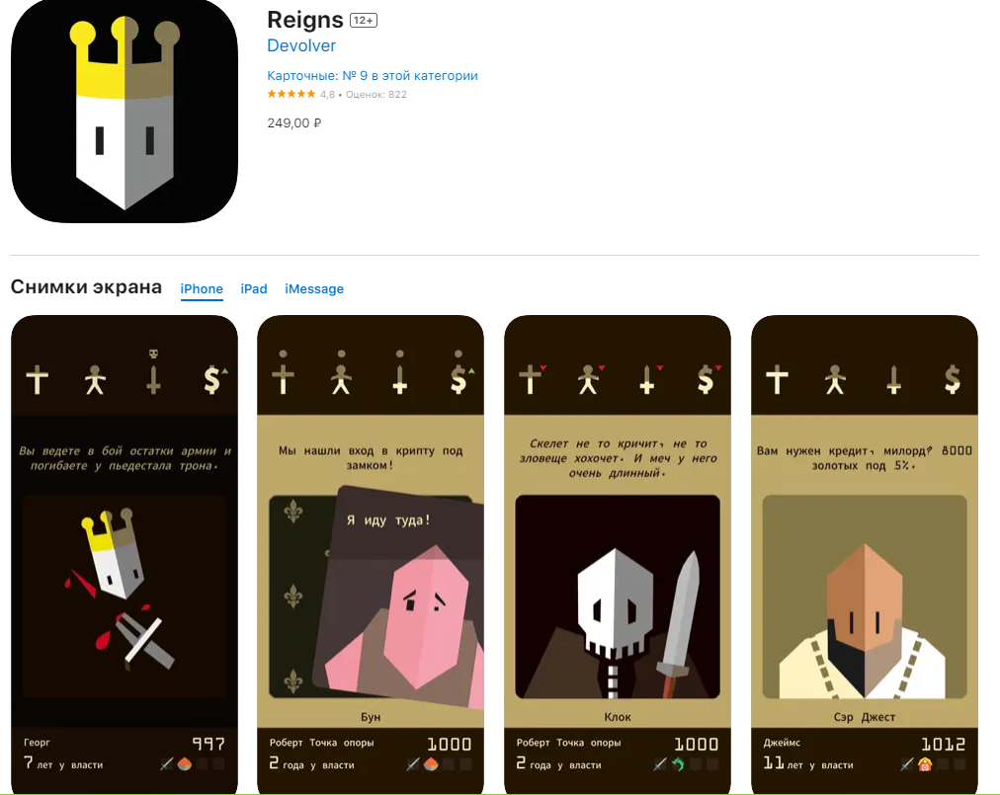 Reigns 12+
Devolver
Карточные: № 9 в этой категории
4,8 • Оценок: 822
249,00 ₽
Снимки экрана iPhone iPad iMessage
Вы ведете в бой остатки армии и
погибаете у пьедестала трона.
Георг 997
7 лет у власти
Мы нашли вход в крипту под
замком!
Я иду туда!
Бун
Роберт Точка опоры 1000
2 года у власти
Скелет не то кричит, не то
зловеще хохочет. И меч у него
очень длинный.
Клок
Роберт Точка опоры 1000
2 года у власти
Вам нужен кредит, милорд? 8000
золотых под 5%.
Сэр Джест
Джеймс 1012
11 лет у власти